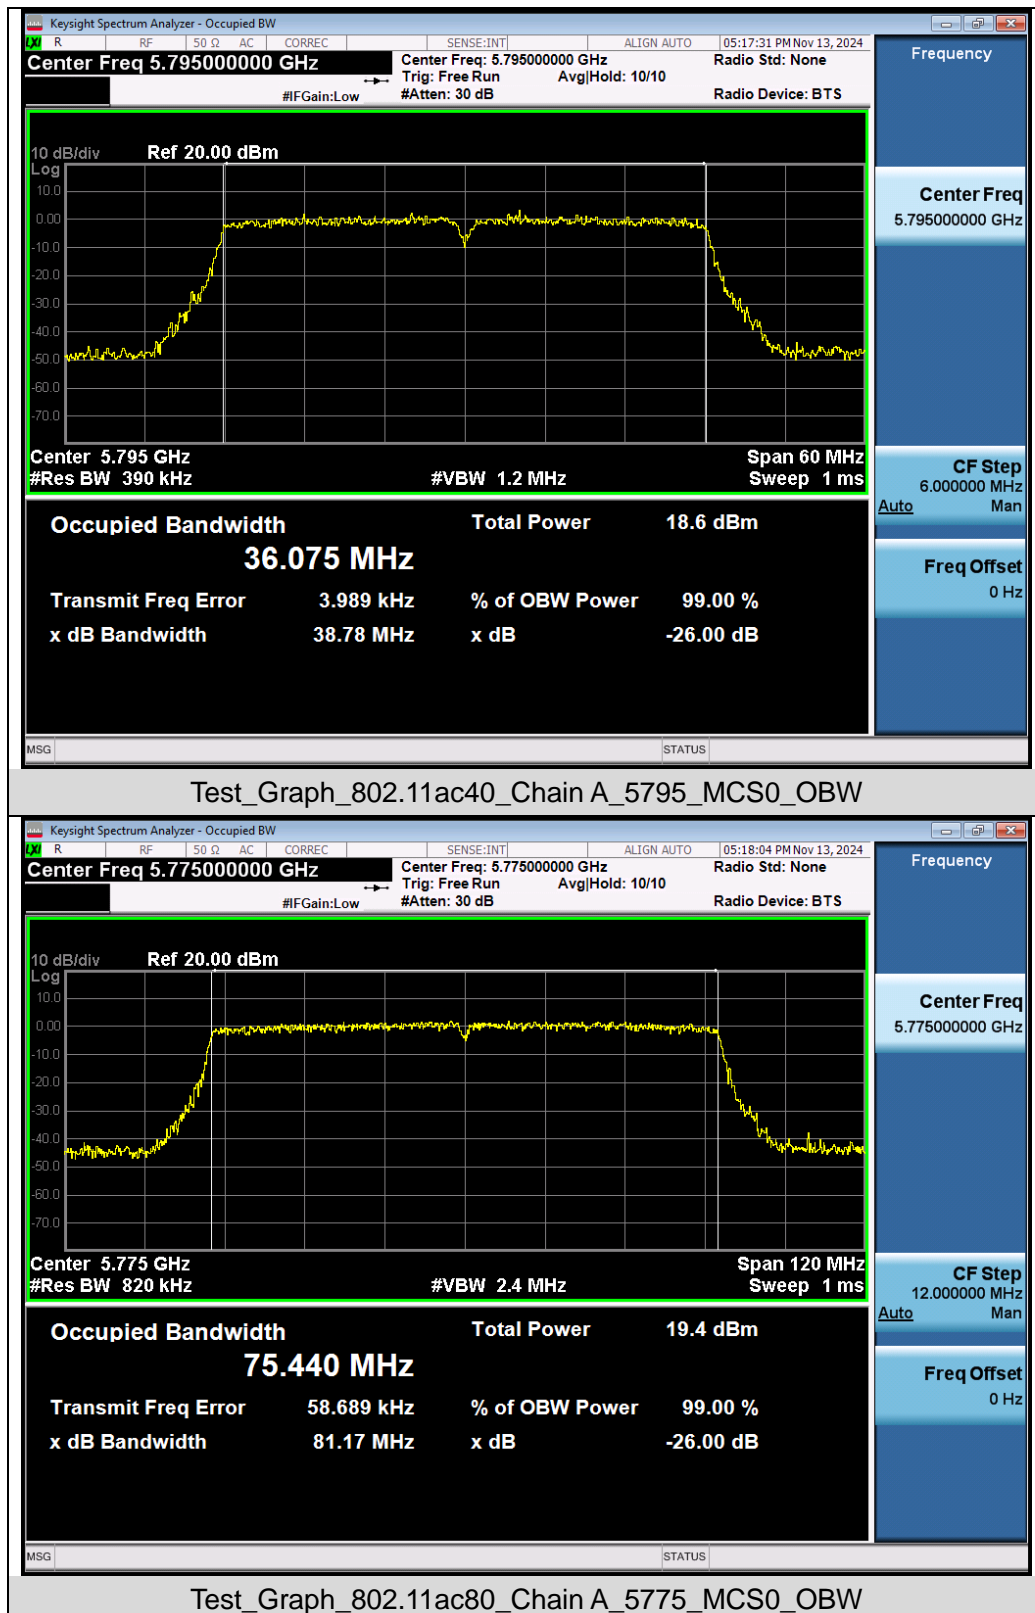 Keysight Spectrum Analyzer - Occupied BW
LXI R RF 50 Ω AC CORREC SENSE:INT ALIGN AUTO 05:17:31 PM Nov 13, 2024
Center Freq 5.795000000 GHz
Center Freq: 5.795000000 GHz
Radio Std: None
Trig: Free Run Avg|Hold: 10/10
#IFGain:Low #Atten: 30 dB Radio Device: BTS
Frequency
10 dB/div Ref 20.00 dBm
Log
10.0
0.00
-10.0
-20.0
-30.0
-40.0
-50.0
-60.0
-70.0
Center 5.795 GHz Span 60 MHz
#Res BW 390 kHz #VBW 1.2 MHz Sweep 1 ms
Center Freq
5.795000000 GHz
CF Step
6.000000 MHz
Auto Man
Freq Offset
0 Hz
Occupied Bandwidth Total Power 18.6 dBm
36.075 MHz
Transmit Freq Error 3.989 kHz % of OBW Power 99.00 %
x dB Bandwidth 38.78 MHz x dB -26.00 dB
MSG STATUS
Test_Graph_802.11ac40_Chain A_5795_MCS0_OBW
Keysight Spectrum Analyzer - Occupied BW
LXI R RF 50 Ω AC CORREC SENSE:INT ALIGN AUTO 05:18:04 PM Nov 13, 2024
Center Freq 5.775000000 GHz
Center Freq: 5.775000000 GHz
Radio Std: None
Trig: Free Run Avg|Hold: 10/10
#IFGain:Low #Atten: 30 dB Radio Device: BTS
Frequency
10 dB/div Ref 20.00 dBm
Log
10.0
0.00
-10.0
-20.0
-30.0
-40.0
-50.0
-60.0
-70.0
Center 5.775 GHz Span 120 MHz
#Res BW 820 kHz #VBW 2.4 MHz Sweep 1 ms
Center Freq
5.775000000 GHz
CF Step
12.000000 MHz
Auto Man
Freq Offset
0 Hz
Occupied Bandwidth Total Power 19.4 dBm
75.440 MHz
Transmit Freq Error 58.689 kHz % of OBW Power 99.00 %
x dB Bandwidth 81.17 MHz x dB -26.00 dB
MSG STATUS
Test_Graph_802.11ac80_Chain A_5775_MCS0_OBW